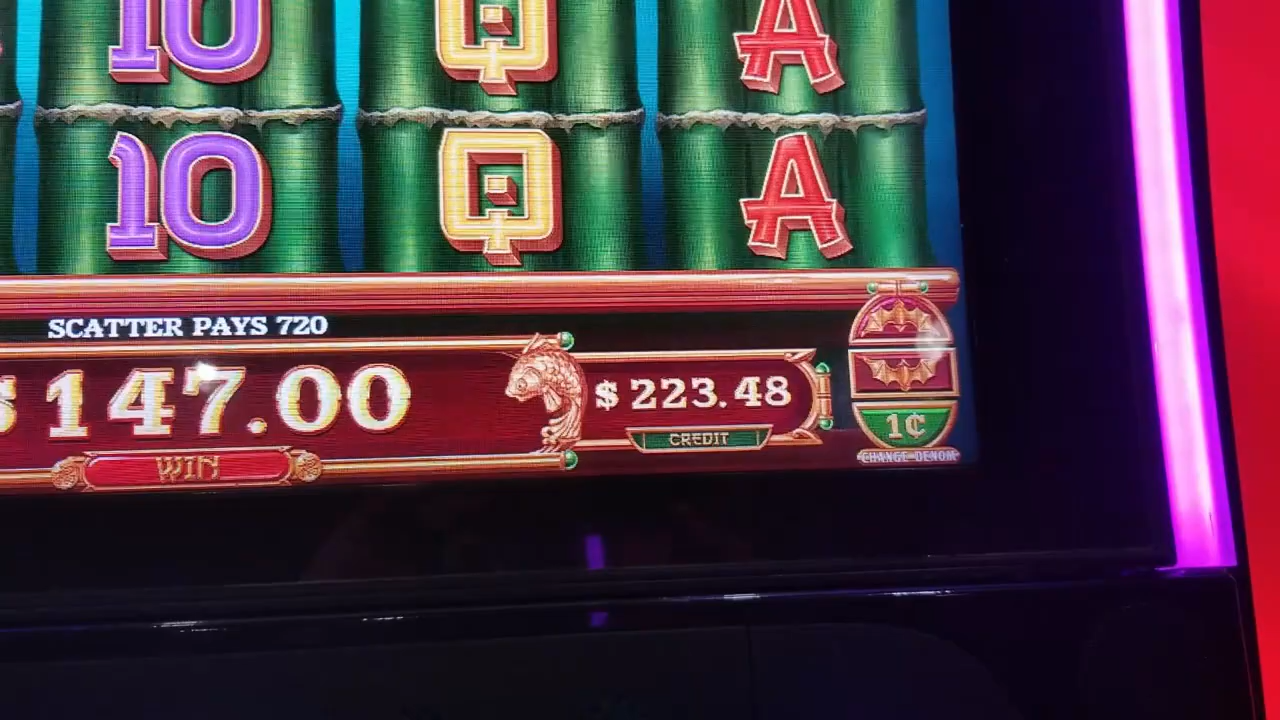 10 Q A
10 Q A
SCATTER PAYS 720
$147.00
WIN
$223.48
CREDIT
1¢
CHANGE DENOM